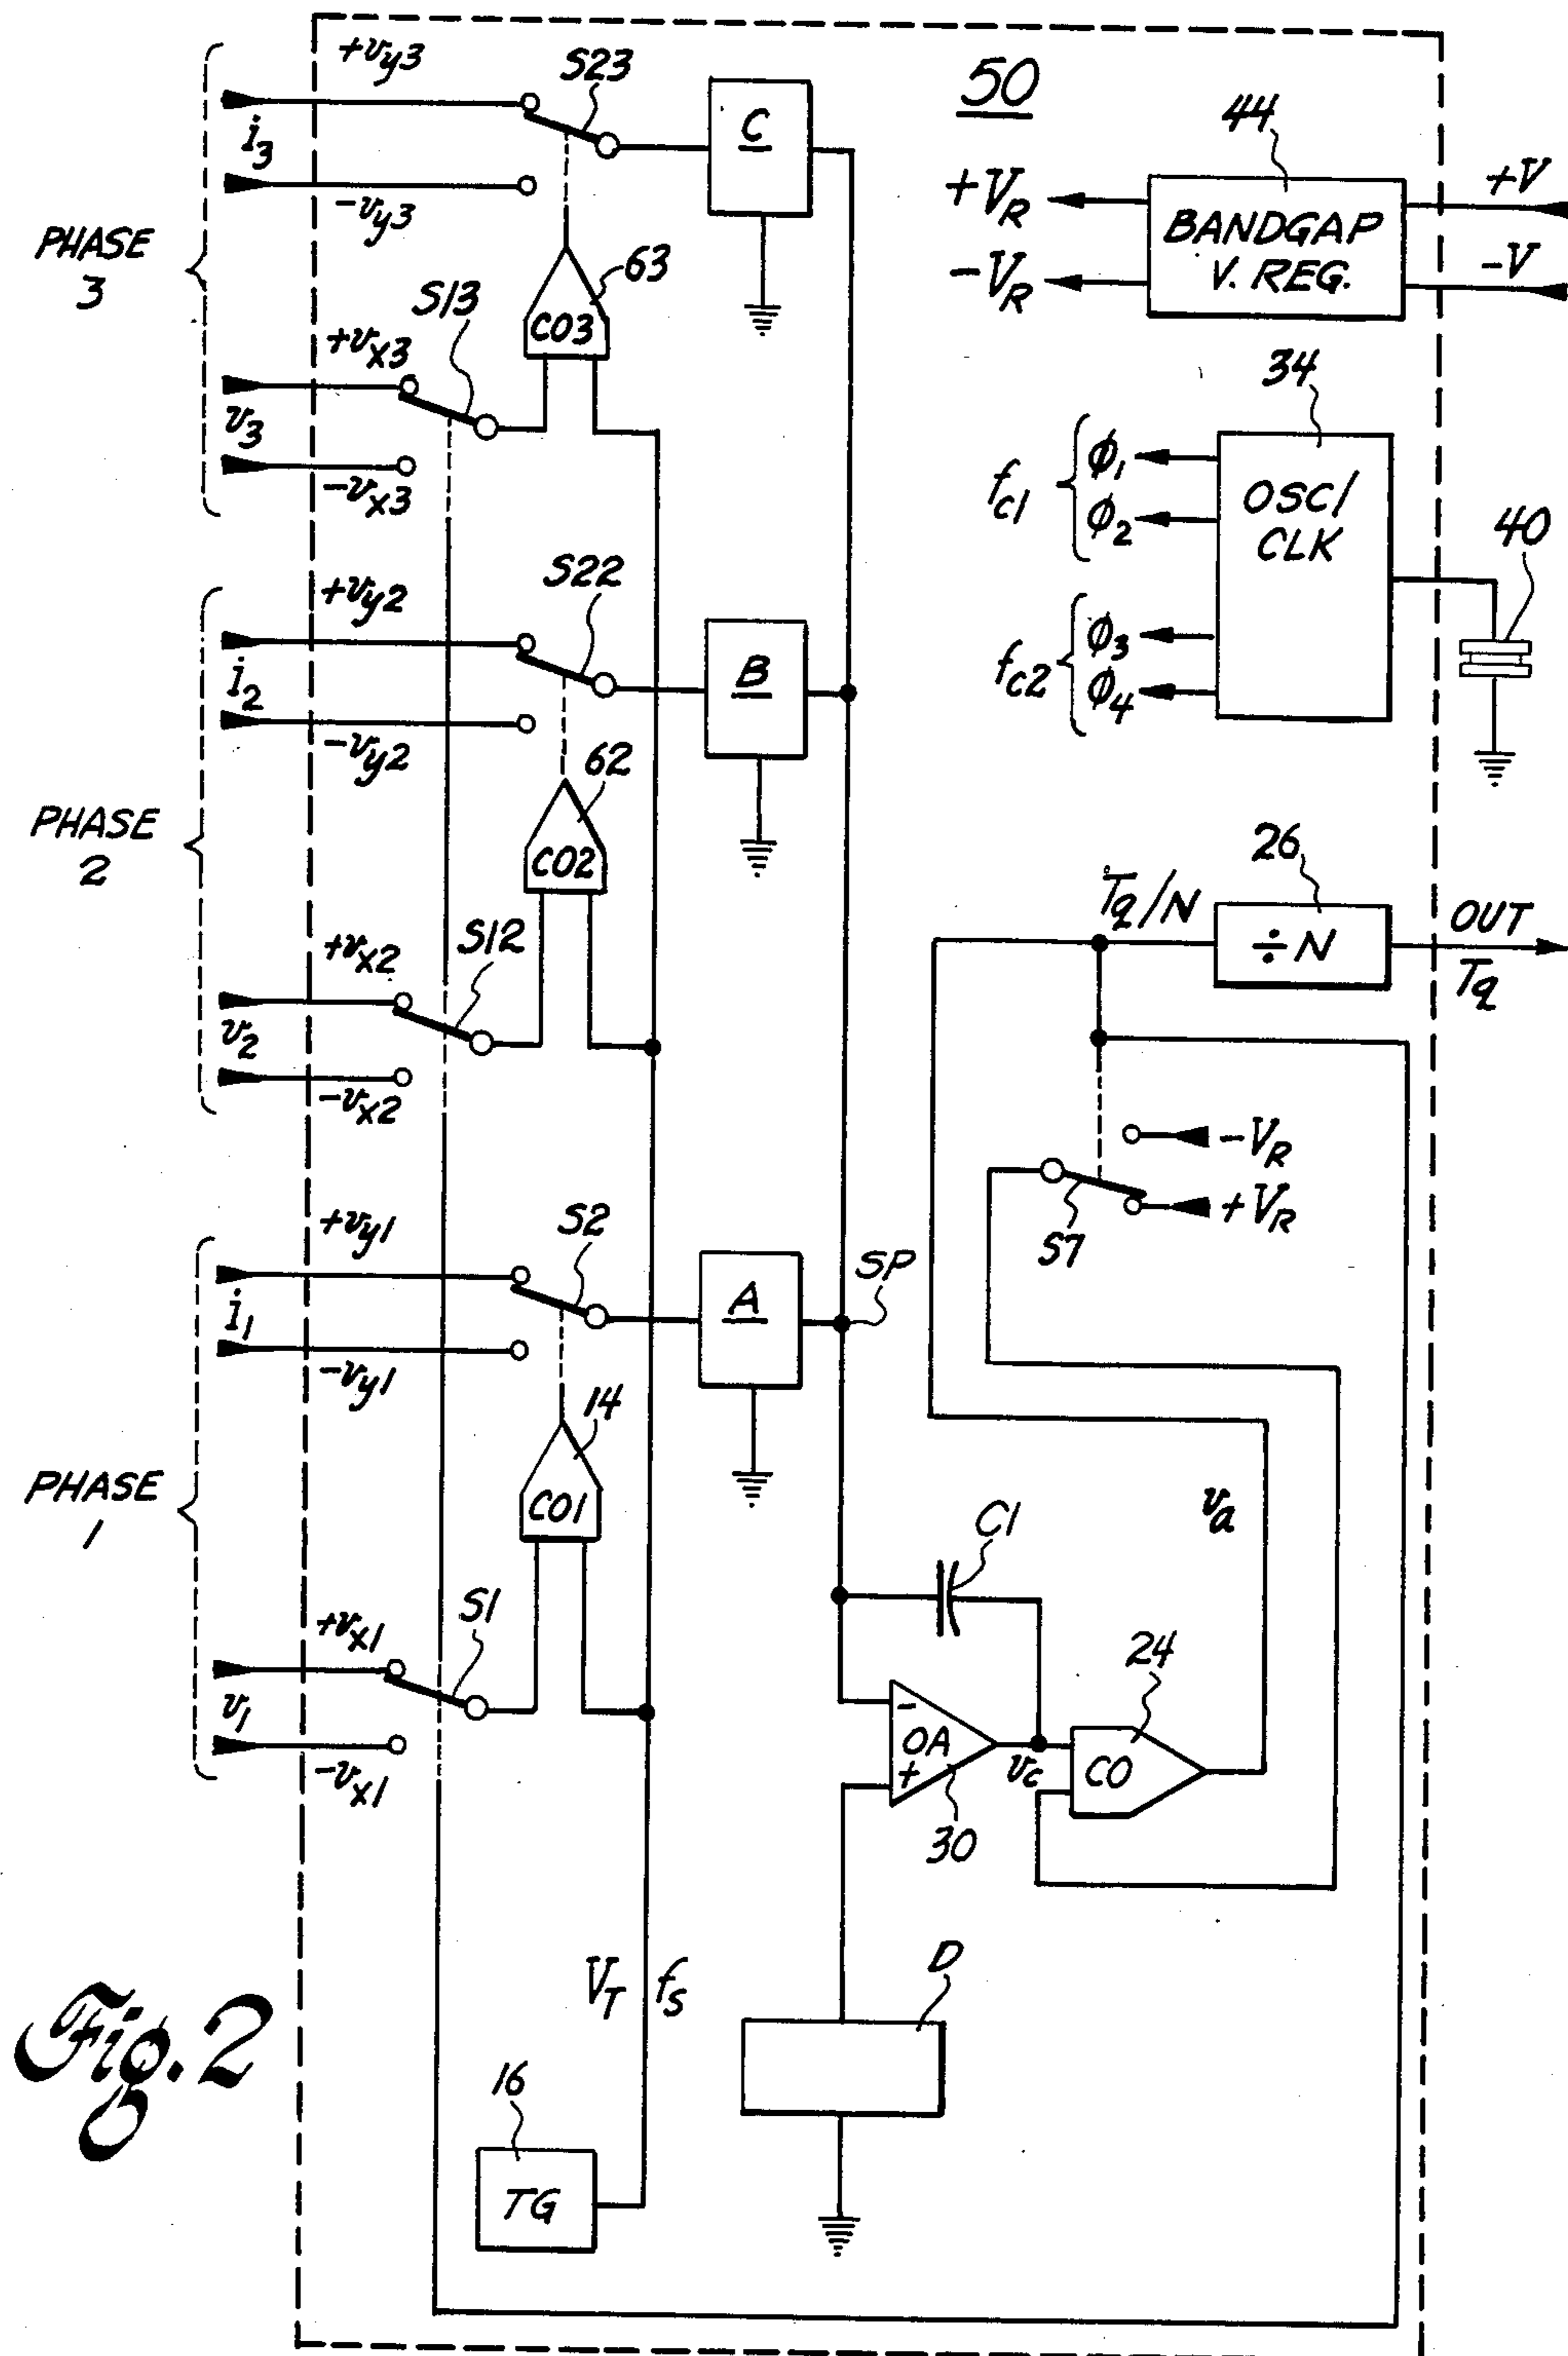 50
PHASE
3
+vy3
i3
-vy3
S23
C
63
CO3
S13
+vx3
v3
-vx3
44
+VR
-VR
BANDGAP
V. REG.
+V
-V
34
fc1
ϕ1
ϕ2
fc2
ϕ3
ϕ4
OSC/
CLK
40
PHASE
2
+vy2
i2
-vy2
S22
B
62
CO2
S12
+vx2
v2
-vx2
26
Tq/N
÷N
OUT
Tq
-VR
+VR
S7
PHASE
1
+vy1
i1
-vy1
S2
A
SP
14
CO1
S1
+vx1
v1
-vx1
C1
va
24
-
OA
+
30
vc
CO
VT
fs
D
16
TG
Fig. 2